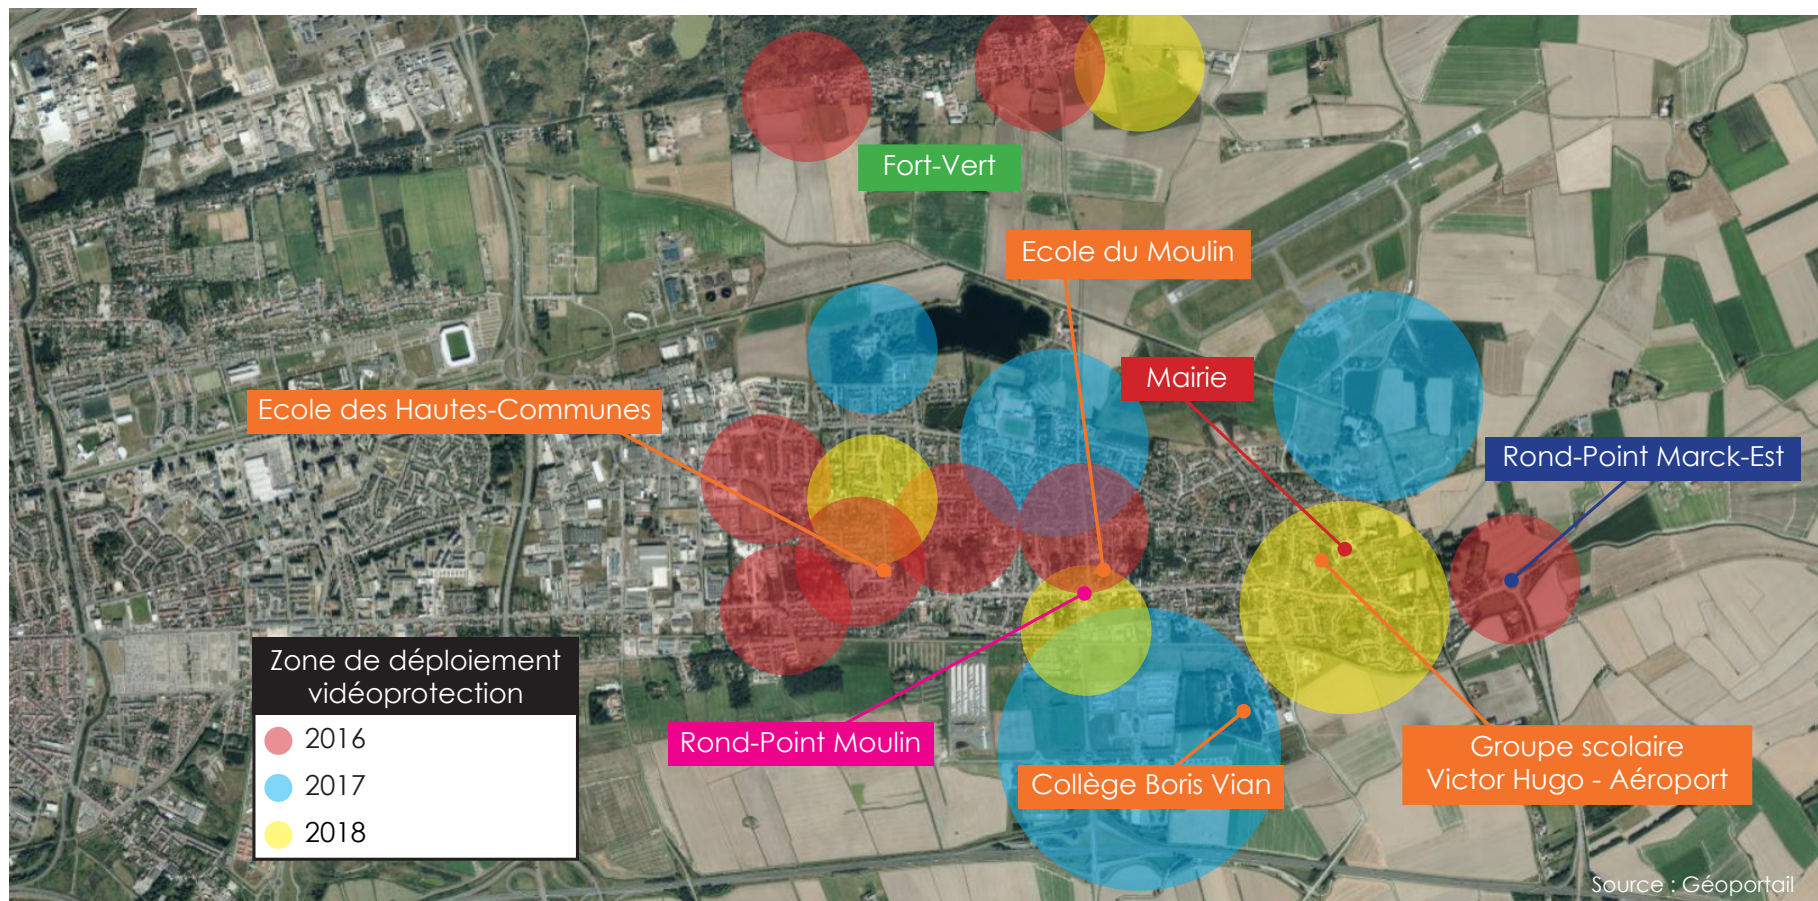 Fort-Vert
Ecole du Moulin
Mairie
Ecole des Hautes-Communes
Rond-Point Marck-Est
Zone de déploiement
vidéoprotection
2016
2017
2018
Rond-Point Moulin
Collège Boris Vian
Groupe scolaire
Victor Hugo - Aéroport
Source : Géoportail